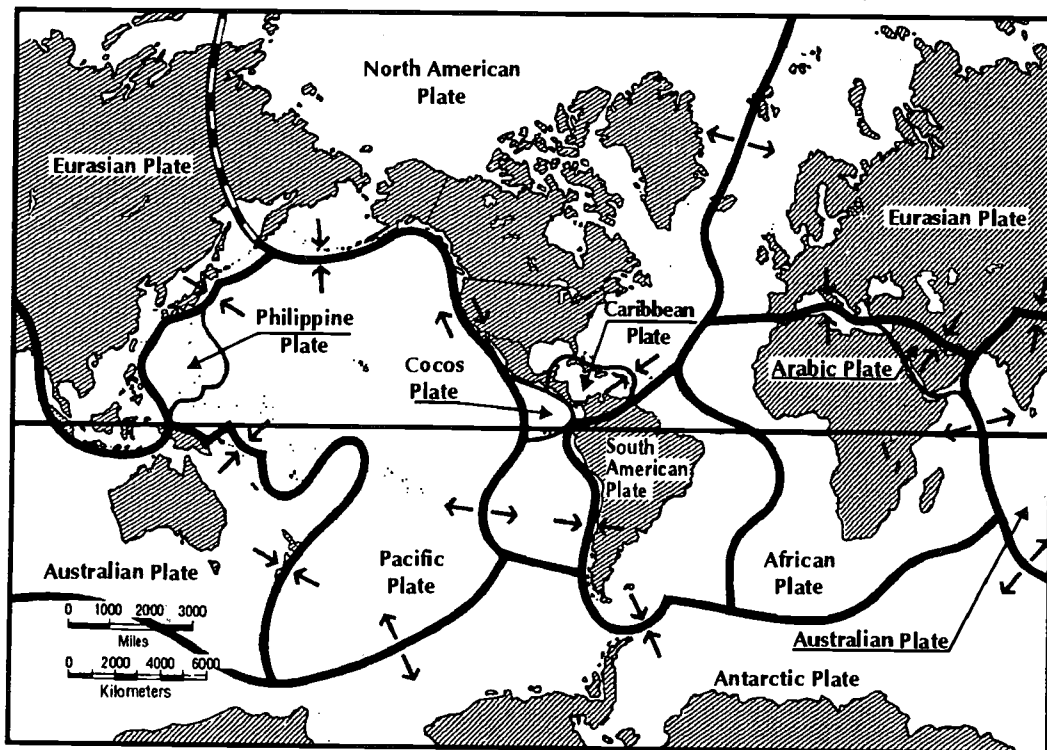 North American
Plate
Eurasian Plate
Eurasian Plate
Philippine
Plate
Caribbean
Plate
Cocos
Plate
Arabic Plate
South
American
Plate
Pacific
Plate
African
Plate
Australian Plate
0 1000 2000 3000
Miles
0 2000 4000 6000
Kilometers
Australian Plate
Antarctic Plate